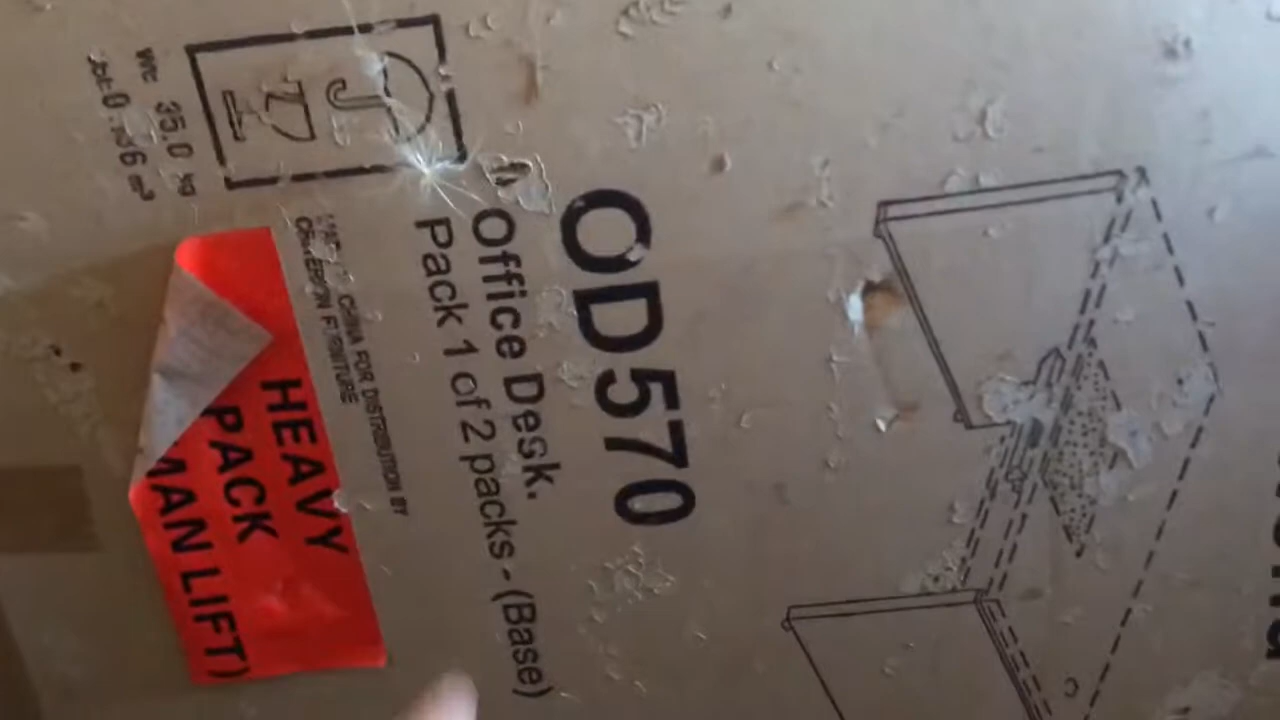 OD570
Office Desk.
Pack 1 of 2 packs - (Base)
CHINA FOR DISTRIBUTION BY
FURNITURE
35.0 kg
HEAVY
PACK
MAN LIFT)